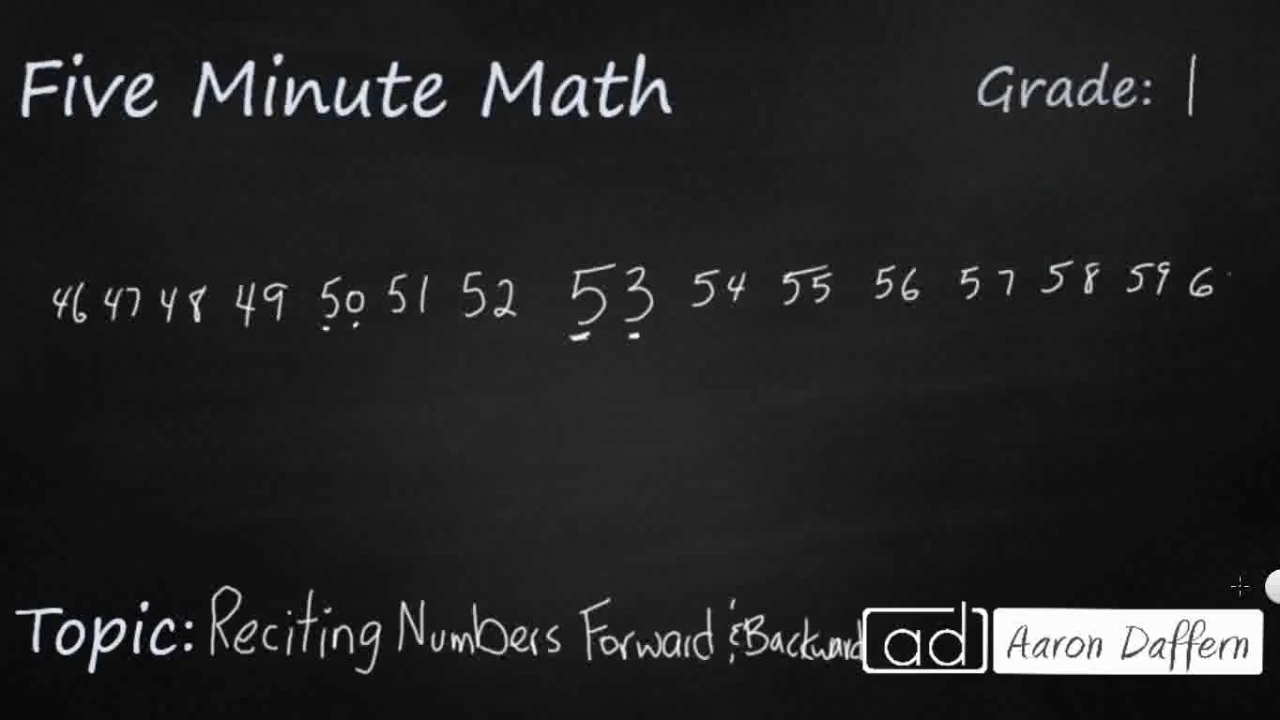 Five Minute Math
Grade: 1
46 47 48 49 50 51 52 53 54 55 56 57 58 59 6
Topic: Reciting Numbers Forward & Backward
ad Aaron Daffern